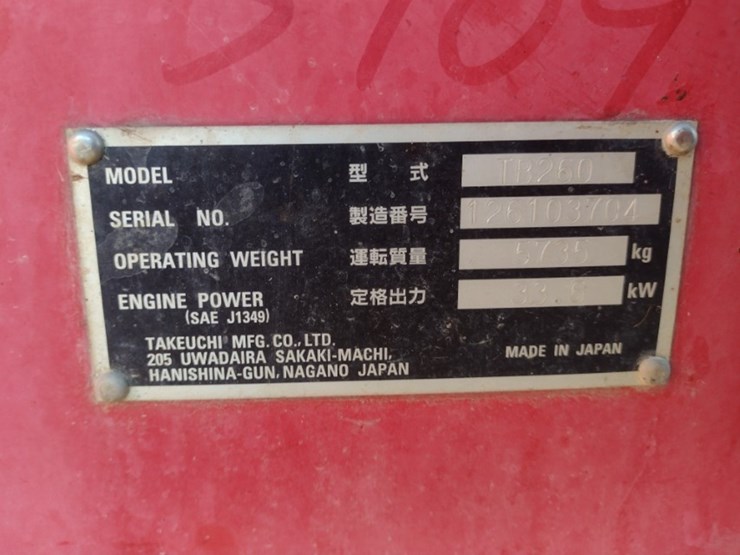 MODEL 型 式 TB260
SERIAL NO. 製造番号 126103704
OPERATING WEIGHT 運転質量 5735 kg
ENGINE POWER 定格出力 kW
(SAE J1349)
TAKEUCHI MFG. CO., LTD.
205 UWADAIRA SAKAKI-MACHI,
HANISHINA-GUN, NAGANO JAPAN
MADE IN JAPAN